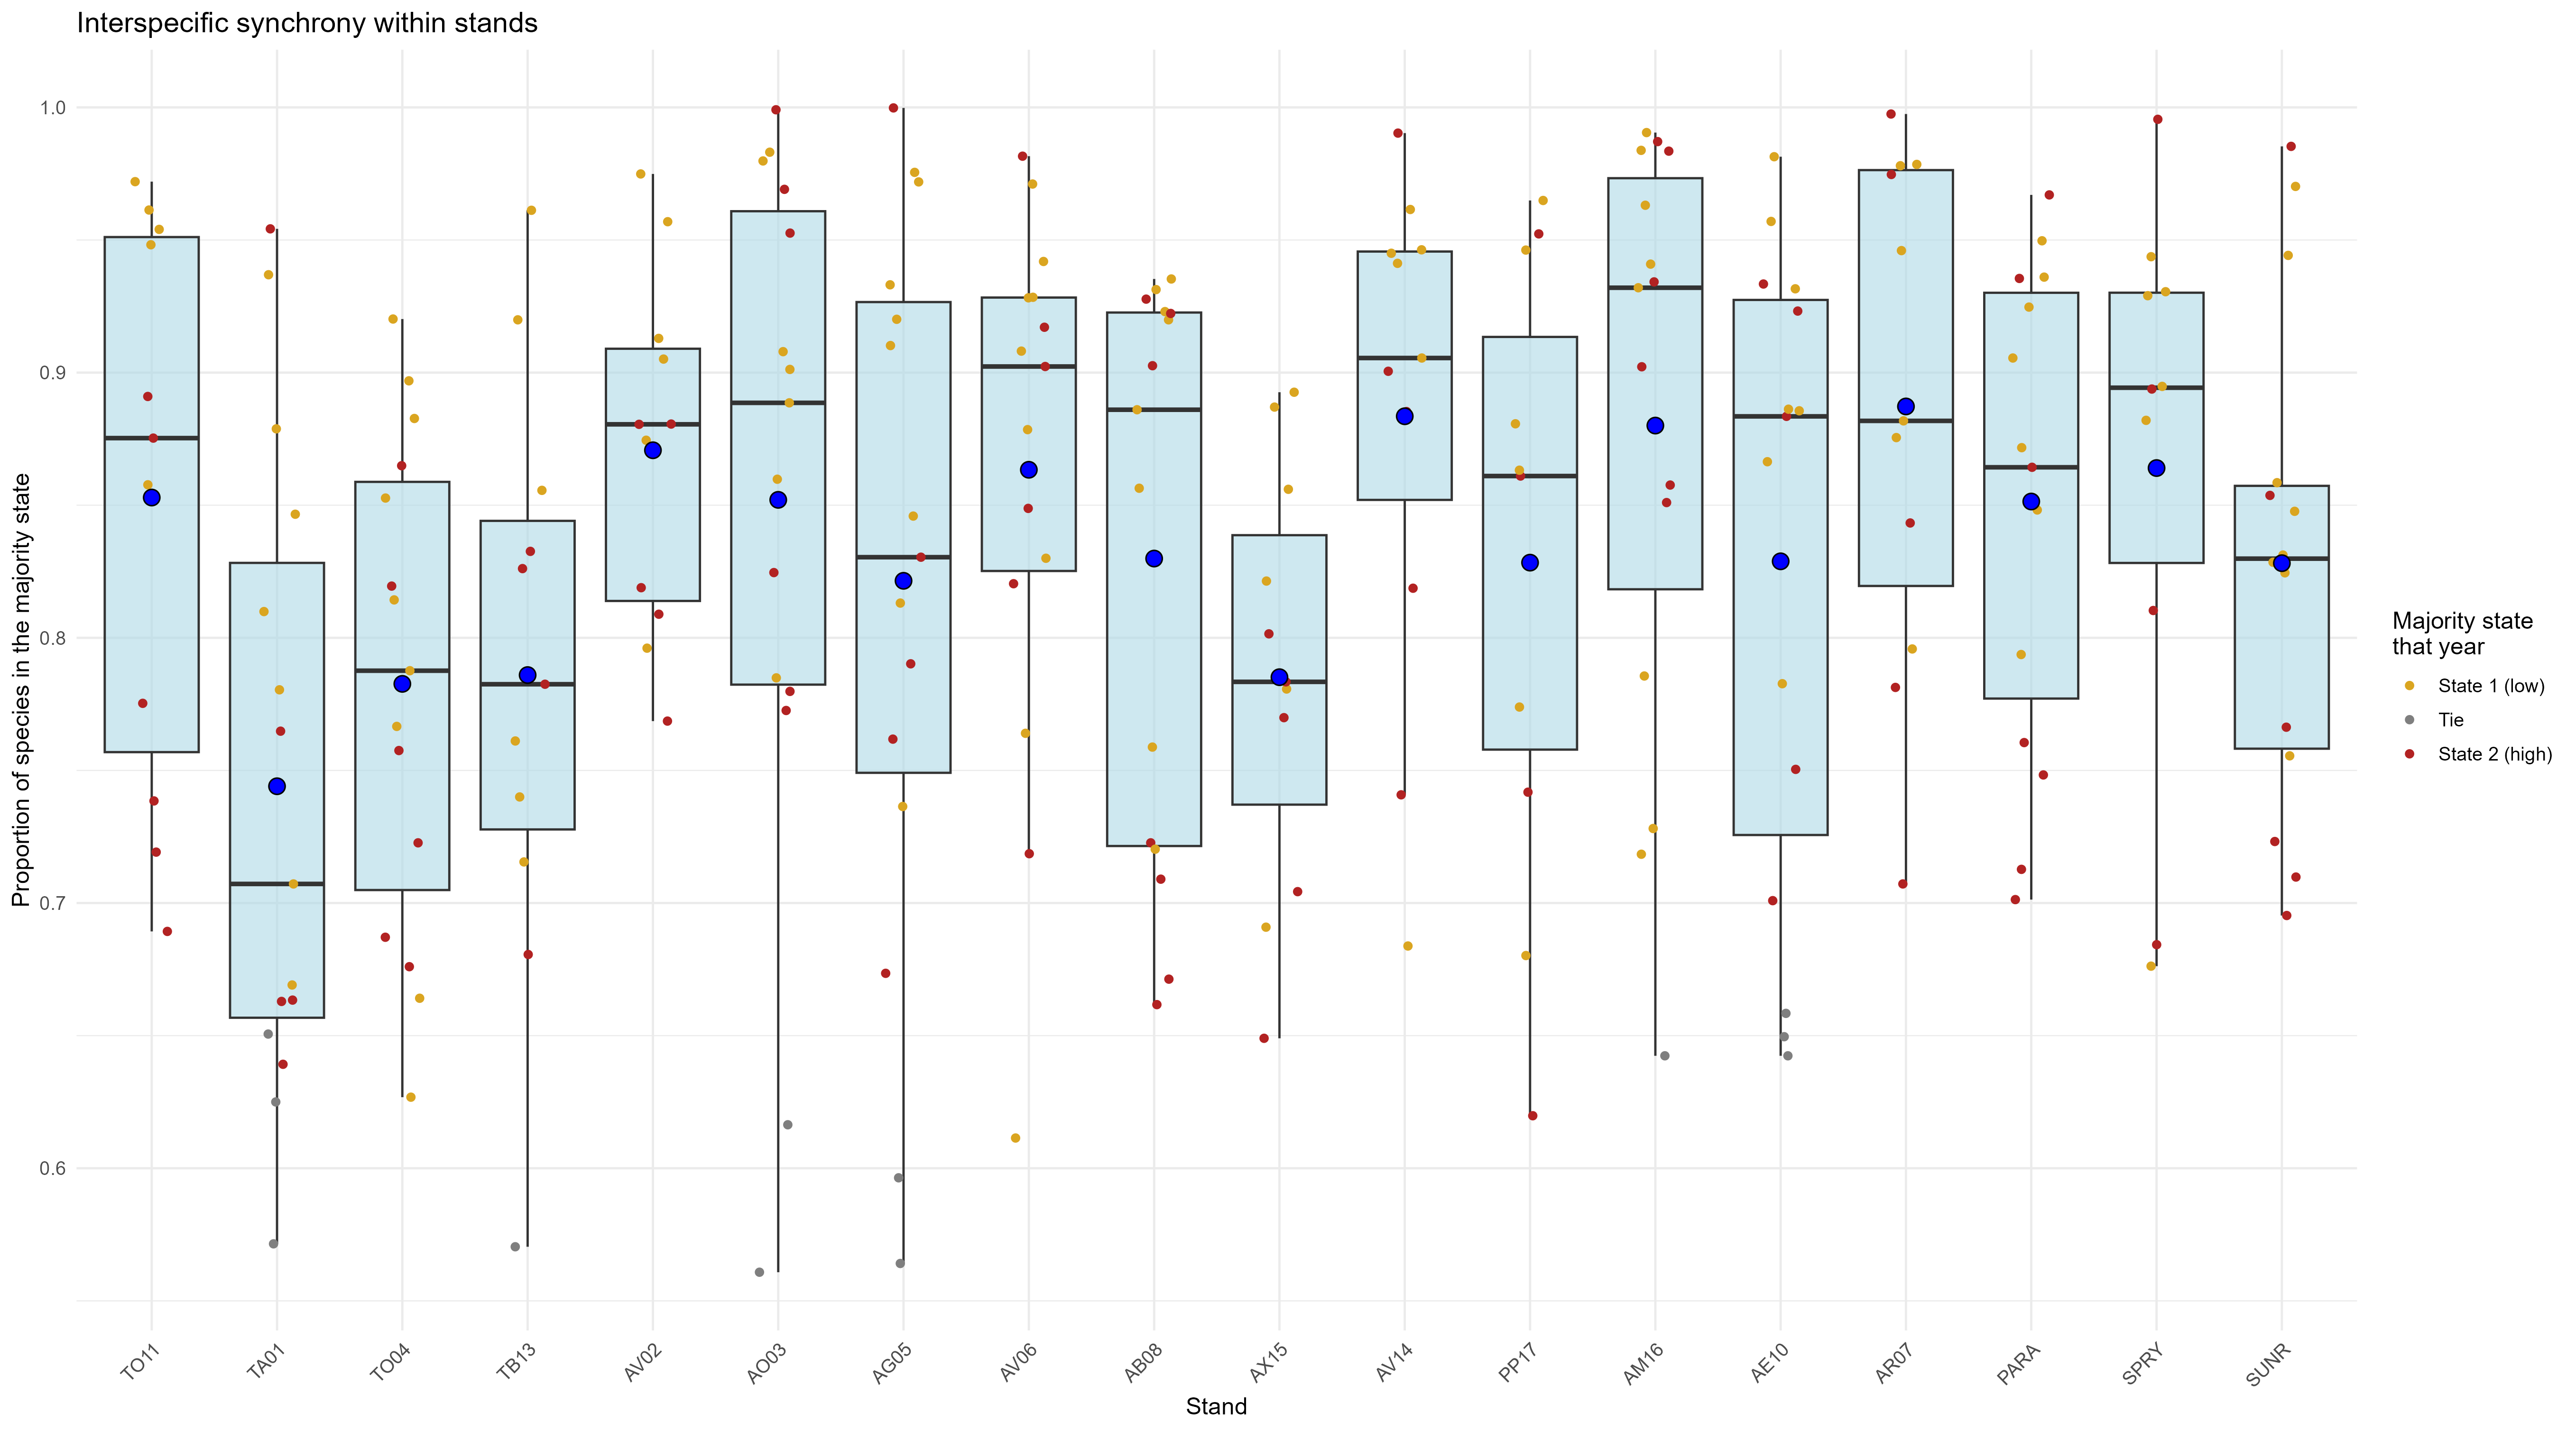 Interspecific synchrony within stands
Proportion of species in the majority state
1.0
0.9
0.8
0.7
0.6
TO11
TA01
TO04
TB13
AV02
AO03
AG05
AV06
AB08
AX15
AV14
PP17
AM16
AE10
AR07
PARA
SPRY
SUNR
Stand
Majority state
that year
State 1 (low)
Tie
State 2 (high)